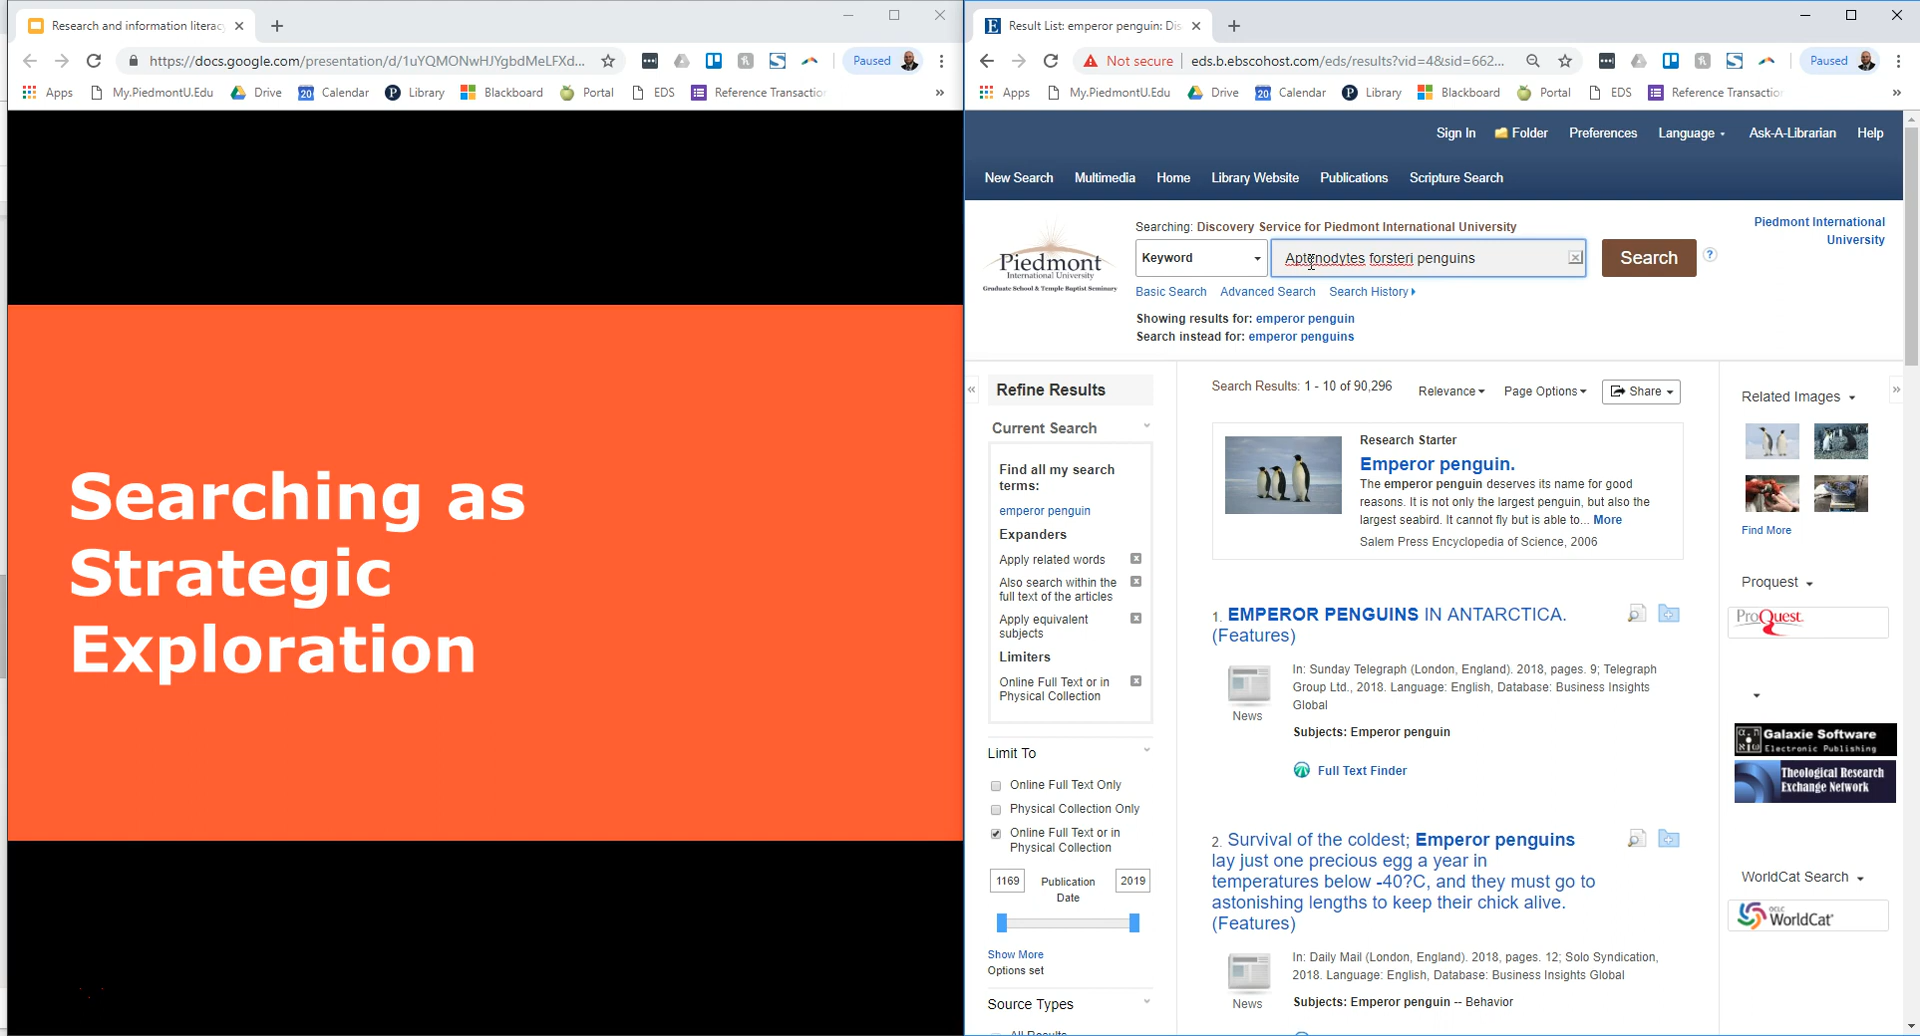 Research and information literacy
https://docs.google.com/presentation/d/1uYQMONwHJYgbdMeLFXd...
Paused
Apps My.PiedmontU.Edu Drive Calendar Library Blackboard Portal EDS Reference Transaction »
Searching as
Strategic
Exploration
Result List: emperor penguin: Dis
Not secure eds.b.ebscohost.com/eds/results?vid=4&sid=662...
Paused
Apps My.PiedmontU.Edu Drive Calendar Library Blackboard Portal EDS Reference Transaction »
Sign In Folder Preferences Language Ask-A-Librarian Help
New Search Multimedia Home Library Website Publications Scripture Search
Piedmont
International University
Graduate School & Temple Baptist Seminary
Searching: Discovery Service for Piedmont International University
Keyword Aptenodytes forsteri penguins Search ?
Basic Search Advanced Search Search History
Showing results for: emperor penguin
Search instead for: emperor penguins
Piedmont International
University
Refine Results
Current Search
Find all my search
terms:
emperor penguin
Expanders
Apply related words
Also search within the
full text of the articles
Apply equivalent
subjects
Limiters
Online Full Text or in
Physical Collection
Limit To
Online Full Text Only
Physical Collection Only
Online Full Text or in
Physical Collection
1169 Publication 2019
Date
Show More
Options set
Source Types
All Results
Search Results: 1 - 10 of 90,296 Relevance Page Options Share
Research Starter
Emperor penguin.
The emperor penguin deserves its name for good
reasons. It is not only the largest penguin, but also the
largest seabird. It cannot fly but is able to... More
Salem Press Encyclopedia of Science, 2006
1. EMPEROR PENGUINS IN ANTARCTICA.
(Features)
In: Sunday Telegraph (London, England). 2018, pages. 9; Telegraph
Group Ltd., 2018. Language: English, Database: Business Insights
Global
News
Subjects: Emperor penguin
Full Text Finder
2. Survival of the coldest; Emperor penguins
lay just one precious egg a year in
temperatures below -40?C, and they must go to
astonishing lengths to keep their chick alive.
(Features)
In: Daily Mail (London, England). 2018, pages. 12; Solo Syndication,
2018. Language: English, Database: Business Insights Global
News
Subjects: Emperor penguin -- Behavior
Related Images
Find More
Proquest
ProQuest
Galaxie Software
Electronic Publishing
Theological Research
Exchange Network
WorldCat Search
OCLC
WorldCat